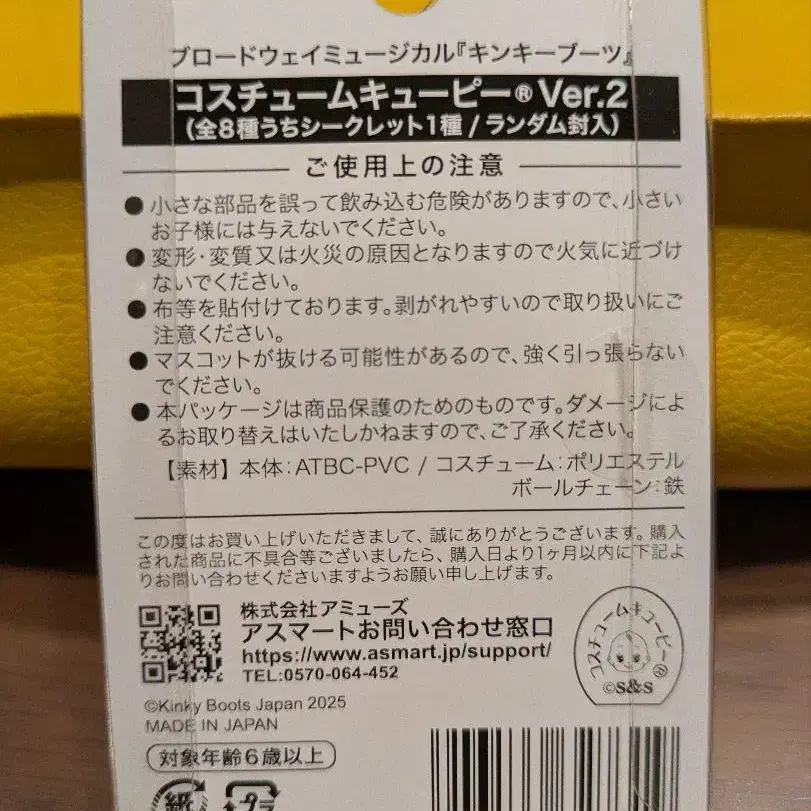 ブロードウェイミュージカル『キンキーブーツ』
コスチュームキューピー® Ver.2
(全8種うちシークレット1種 / ランダム封入)
ご使用上の注意
● 小さな部品を誤って飲み込む危険がありますので、小さい
お子様には与えないでください。
● 変形・変質又は火災の原因となりますので火気に近づけ
ないでください。
● 布等を貼付けております。剥がれやすいので取り扱いにご
注意ください。
● マスコットが抜ける可能性があるので、強く引っ張らない
でください。
● 本パッケージは商品保護のためのものです。ダメージによ
るお取り替えはいたしかねますので、ご了承ください。
【素材】本体：ATBC-PVC / コスチューム：ポリエステル
ボールチェーン：鉄
この度はお買い上げいただきまして、誠にありがとうございます。購入
された商品に不具合等ございましたら、購入日より1ヶ月以内に下記よ
りお問い合わせくださいますようお願い申し上げます。
株式会社アミューズ
アスマートお問い合わせ窓口
https://www.asmart.jp/support/
TEL:0570-064-452
コスチュームキューピー®
©S&S
©Kinky Boots Japan 2025
MADE IN JAPAN
対象年齢6歳以上
紙
プラ